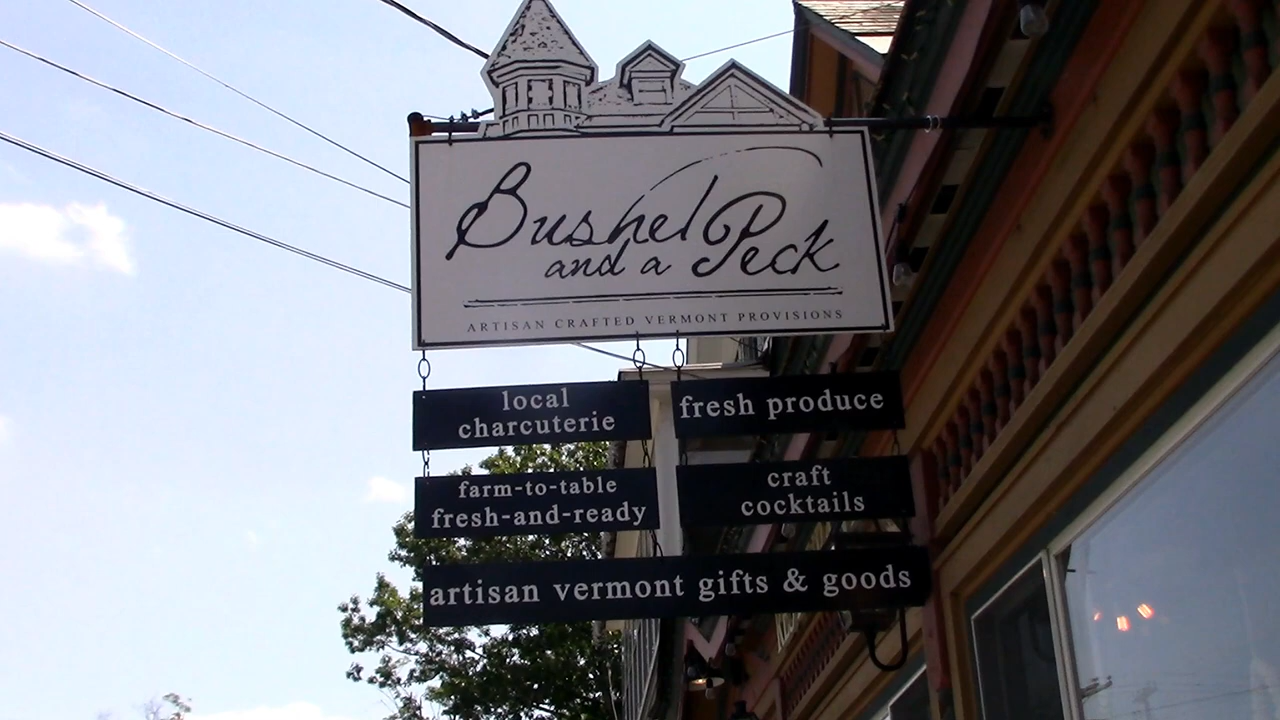 Bushel
and a Peck
ARTISAN CRAFTED VERMONT PROVISIONS
local
charcuterie
fresh produce
farm-to-table
fresh-and-ready
craft
cocktails
artisan vermont gifts & goods